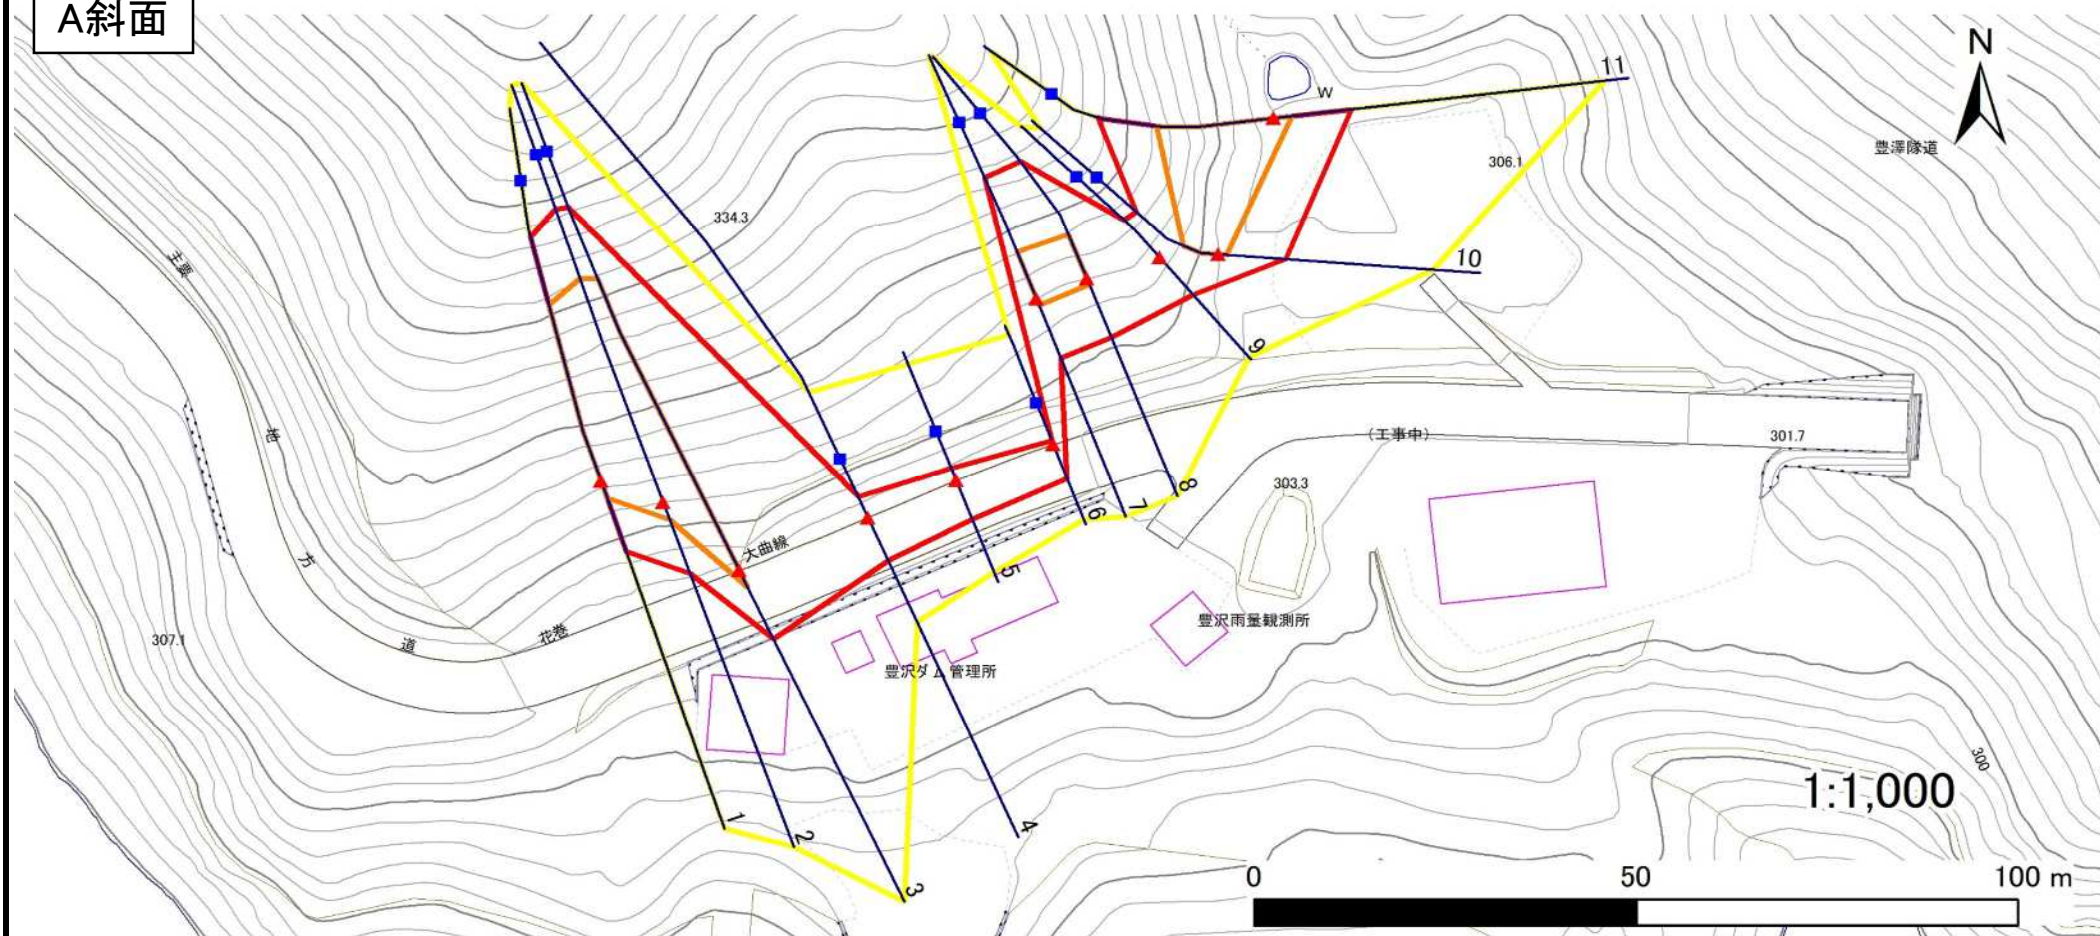 A斜面
N
11
W
306.1
豊澤隧道
334.3
主要
10
9
地
(工事中)
301.7
8
303.3
7
6
大曲線
方
5
豊沢雨量観測所
307.1
道
花巻
豊沢ダム管理所
300
1:1,000
1
2
4
3
0 50 100 m